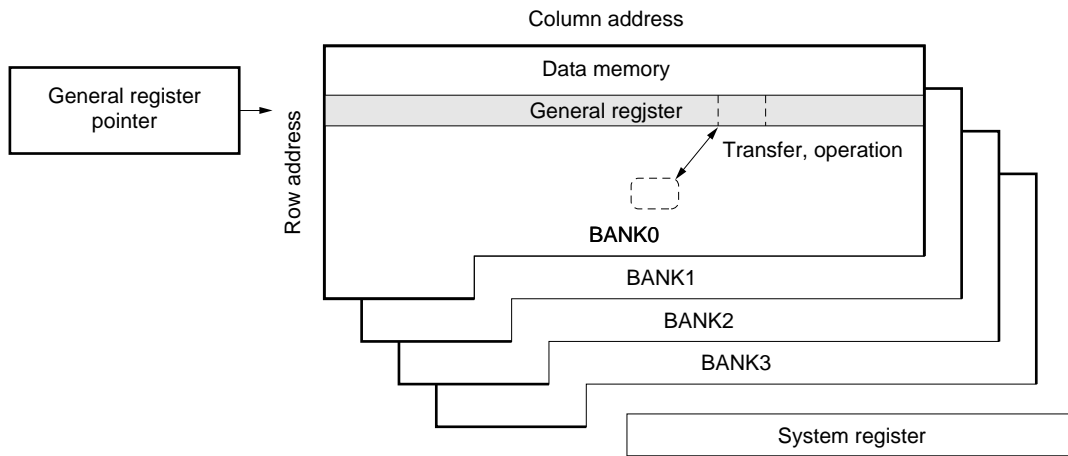 Column address
Data memory
General register
pointer
General regjster
Row address
Transfer, operation
BANK0
BANK1
BANK2
BANK3
System register